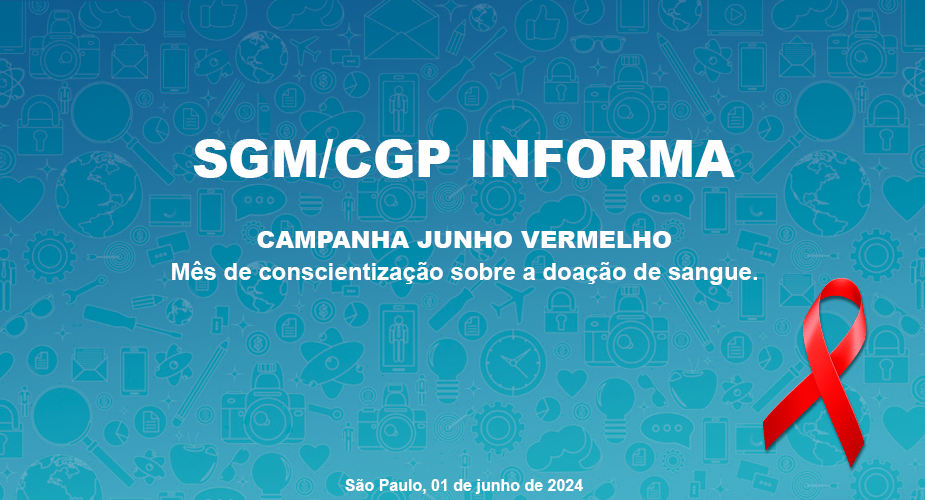 SGM/CGP INFORMA
CAMPANHA JUNHO VERMELHO
Mês de conscientização sobre a doação de sangue.
São Paulo, 01 de junho de 2024